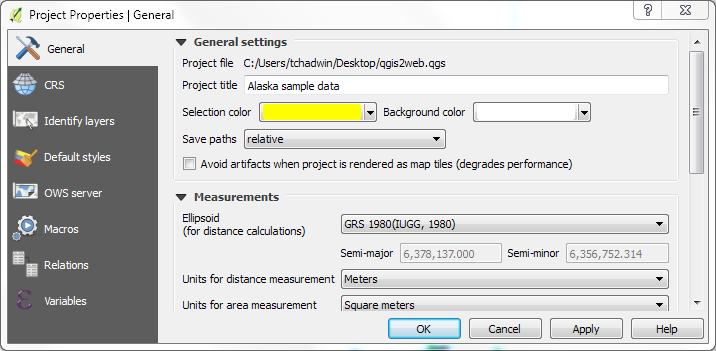 Project Properties | General
General
CRS
Identify layers
Default styles
OWS server
Macros
Relations
Variables
General settings
Project file C:/Users/tchadwin/Desktop/qgis2web.qgs
Project title Alaska sample data
Selection color Background color
Save paths relative
Avoid artifacts when project is rendered as map tiles (degrades performance)
Measurements
Ellipsoid
(for distance calculations) GRS 1980(IUGG, 1980)
Semi-major 6,378,137.000 Semi-minor 6,356,752.314
Units for distance measurement Meters
Units for area measurement Square meters
OK Cancel Apply Help